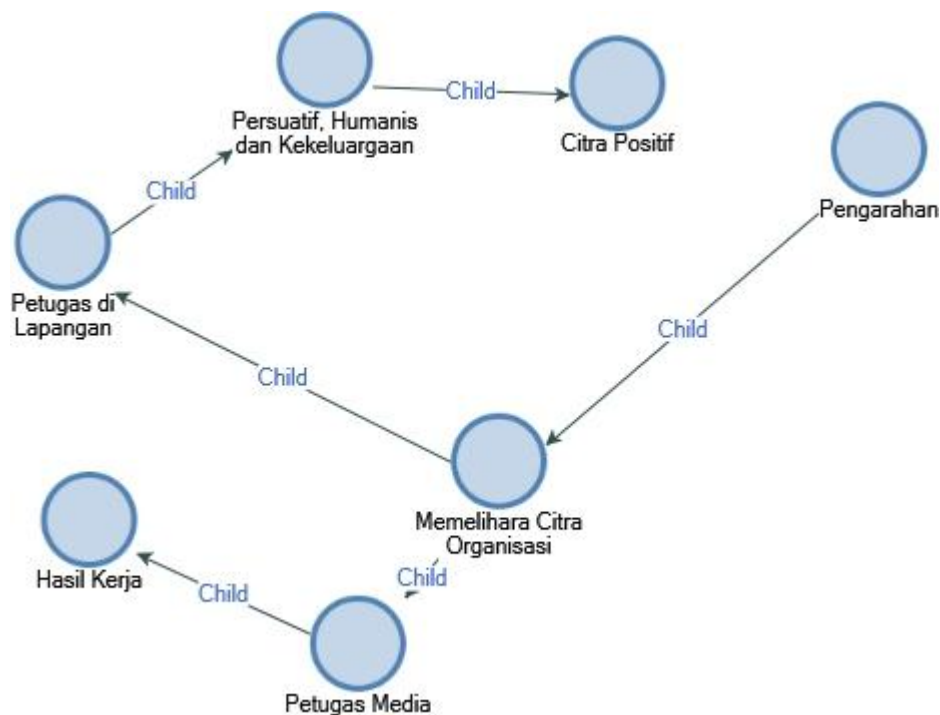 Child
Persuatif, Humanis
dan Kekeluargaan
Citra Positif
Child
Pengarahan
Petugas di
Lapangan
Child
Child
Memelihara Citra
Organisasi
Hasil Kerja
Child
Child
Petugas Media